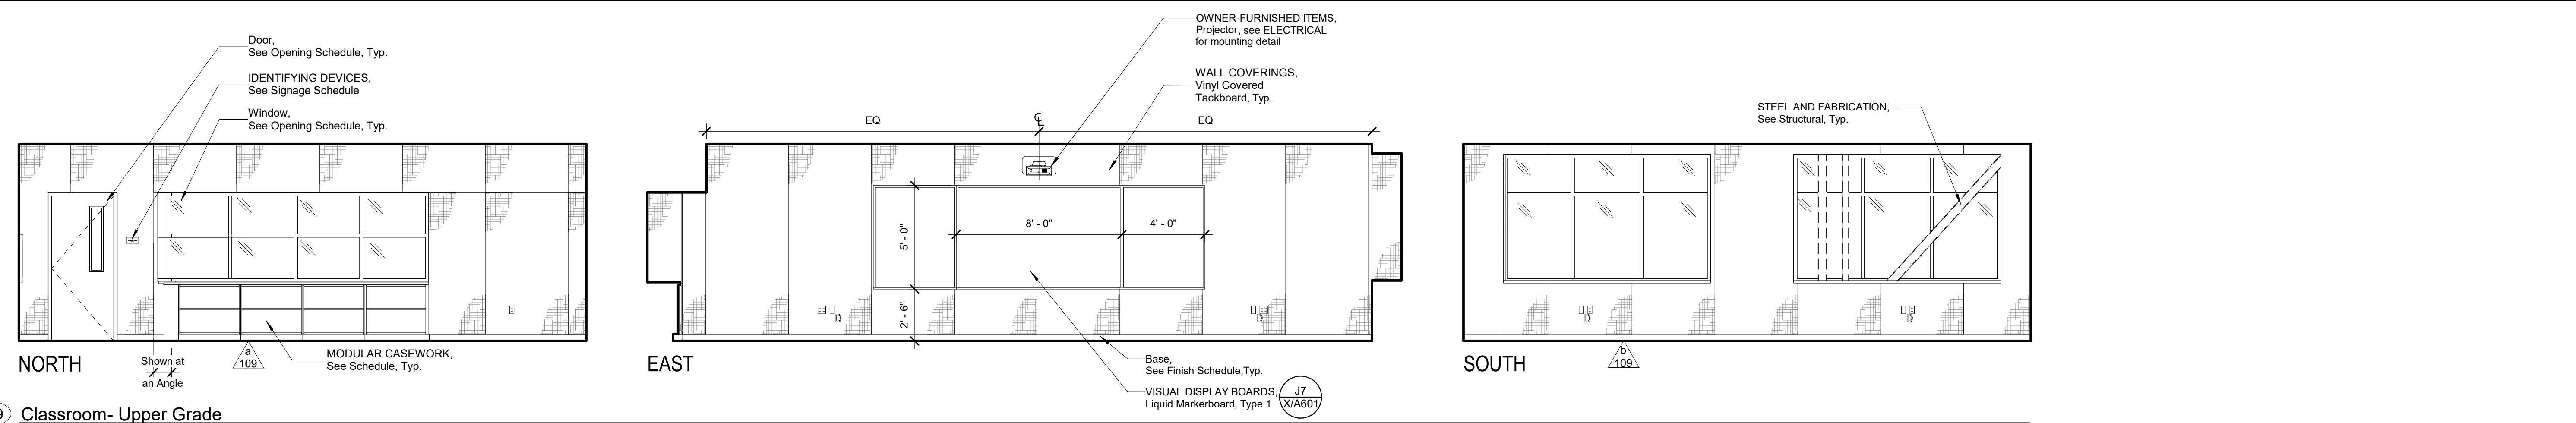 Door,
See Opening Schedule, Typ.
IDENTIFYING DEVICES,
See Signage Schedule
Window,
See Opening Schedule, Typ.
NORTH
Shown at
an Angle
a
109
MODULAR CASEWORK,
See Schedule, Typ.
OWNER-FURNISHED ITEMS,
Projector, see ELECTRICAL
for mounting detail
WALL COVERINGS,
Vinyl Covered
Tackboard, Typ.
EQ
℄
EQ
5' - 0"
8' - 0"
4' - 0"
2' - 6"
D
D
EAST
Base,
See Finish Schedule,Typ.
VISUAL DISPLAY BOARDS,
Liquid Markerboard, Type 1
J7
X/A601
STEEL AND FABRICATION,
See Structural, Typ.
D
D
SOUTH
b
109
9 Classroom- Upper Grade